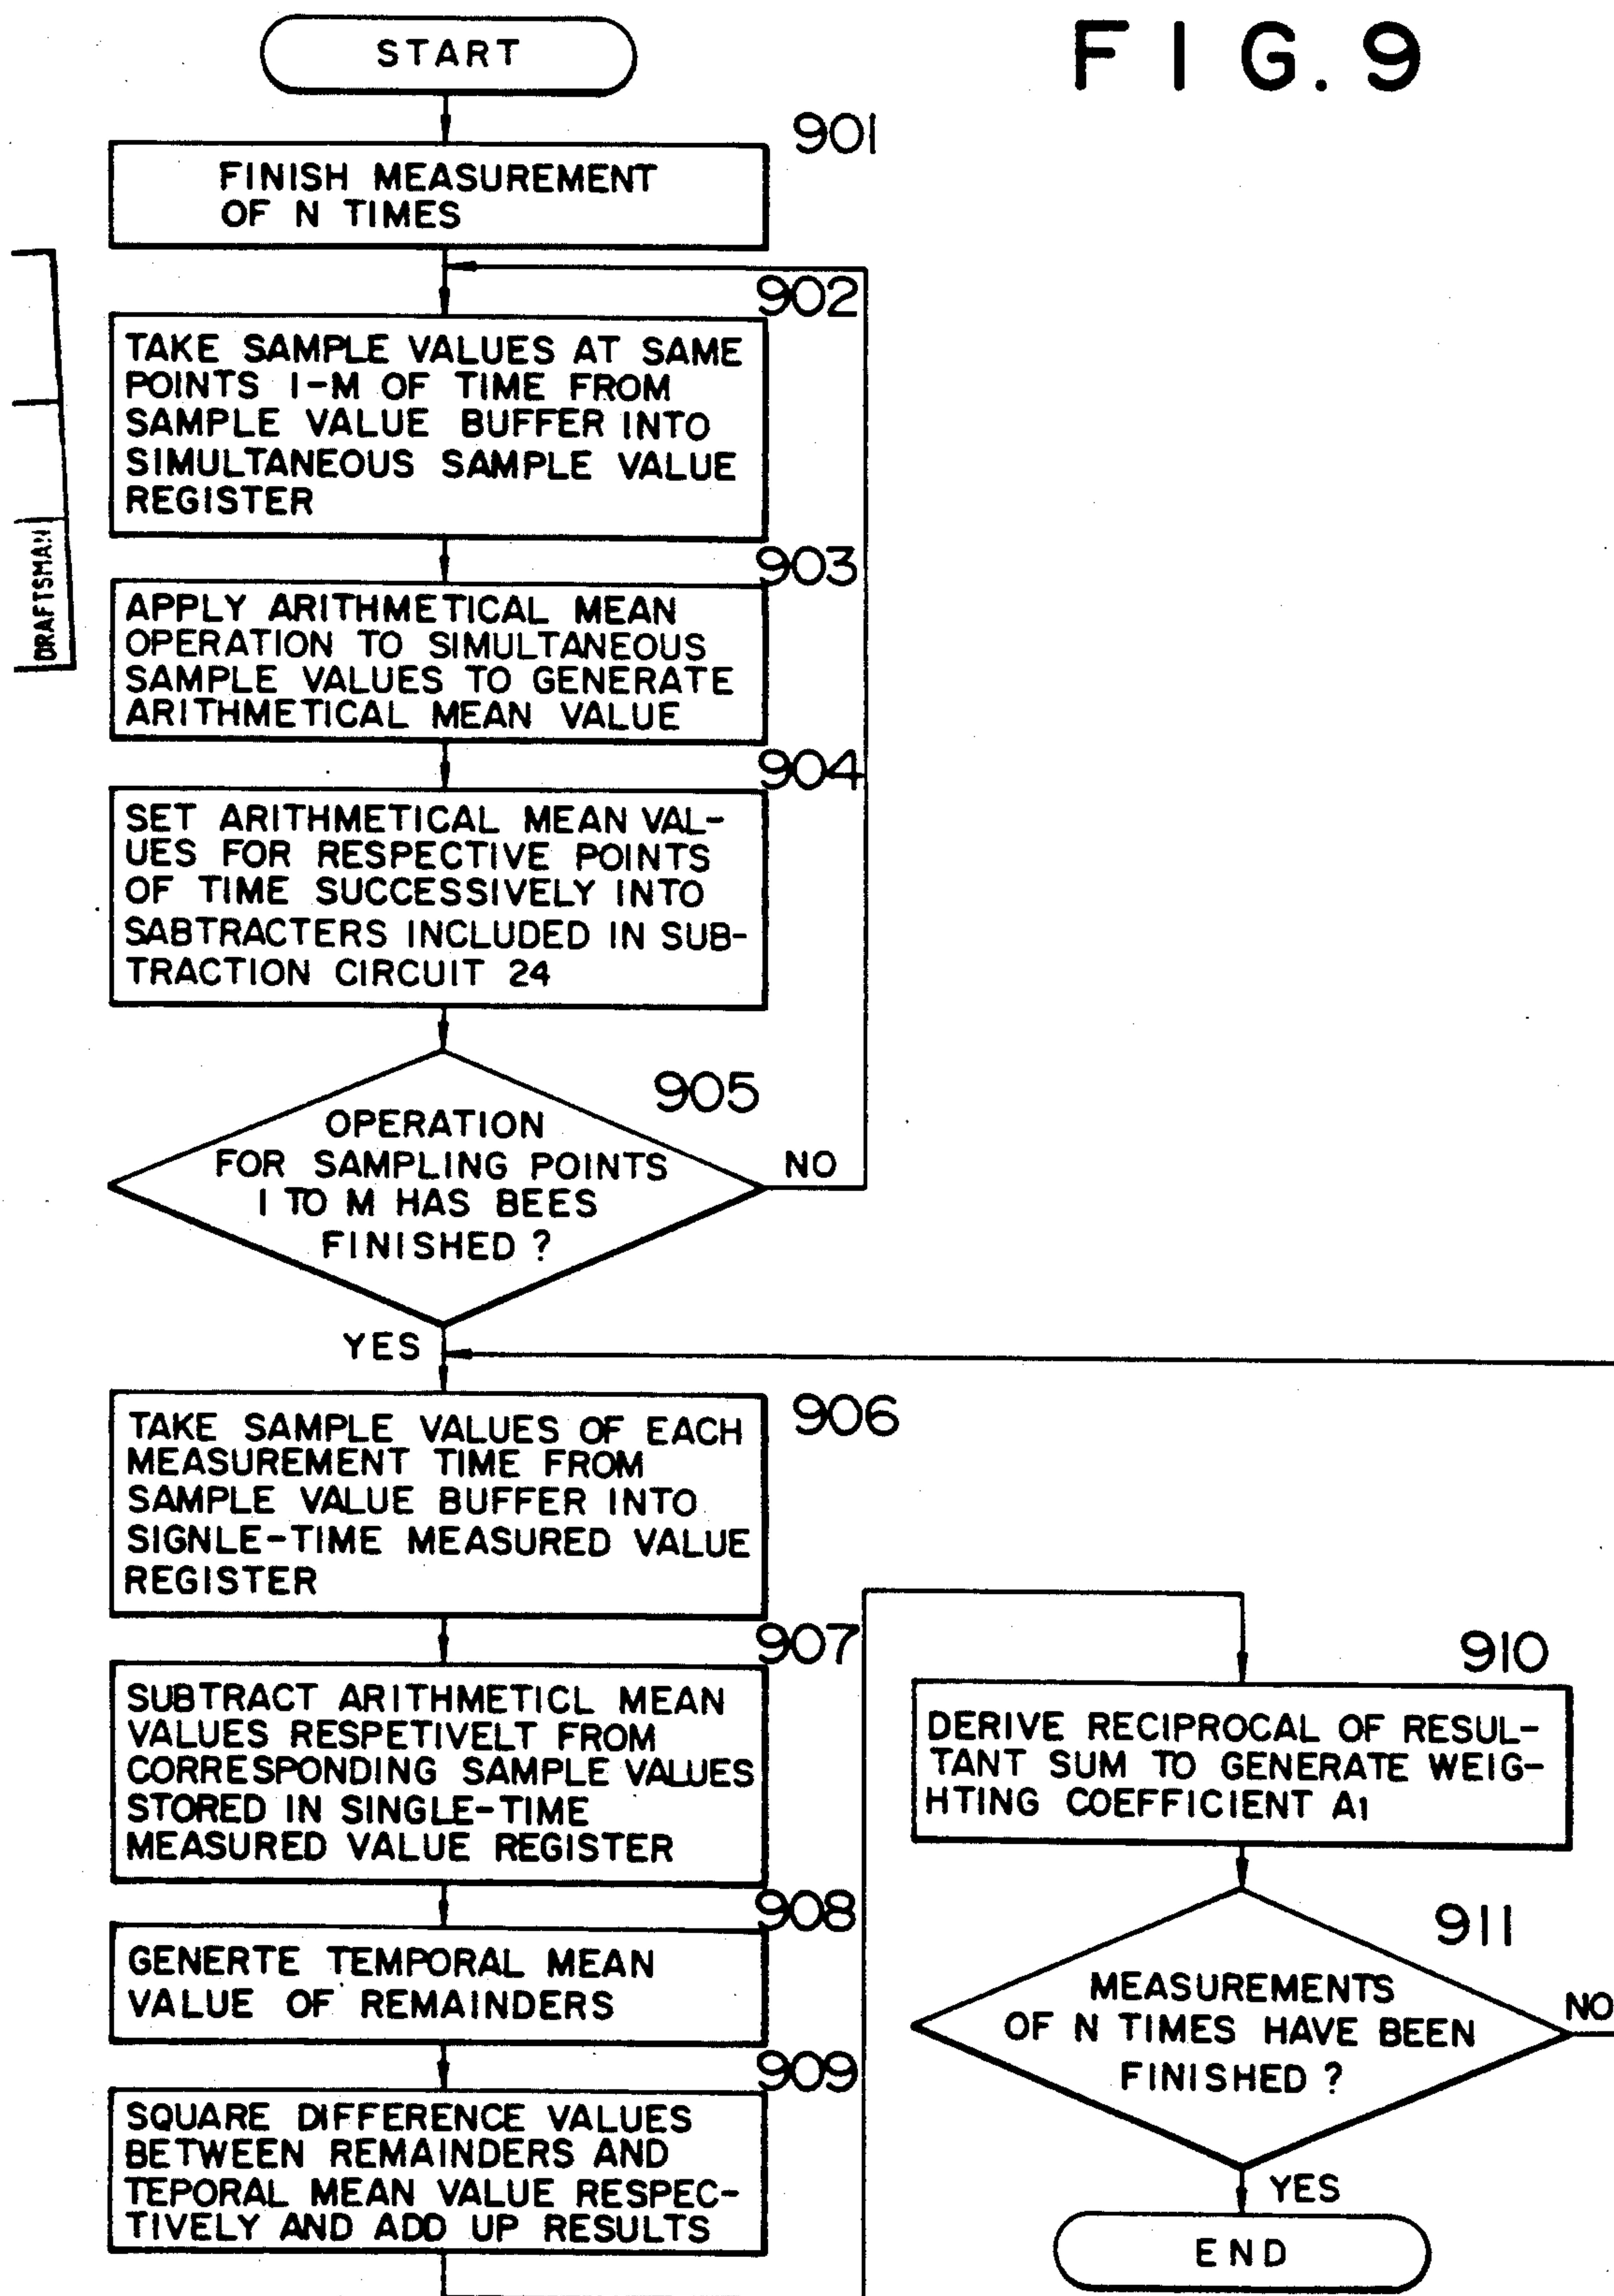 FIG. 9
START
901
FINISH MEASUREMENT
OF N TIMES
902
TAKE SAMPLE VALUES AT SAME
POINTS 1-M OF TIME FROM
SAMPLE VALUE BUFFER INTO
SIMULTANEOUS SAMPLE VALUE
REGISTER
DRAFTSMAN
903
APPLY ARITHMETICAL MEAN
OPERATION TO SIMULTANEOUS
SAMPLE VALUES TO GENERATE
ARITHMETICAL MEAN VALUE
904
SET ARITHMETICAL MEAN VAL-
UES FOR RESPECTIVE POINTS
OF TIME SUCCESSIVELY INTO
SABTRACTERS INCLUDED IN SUB-
TRACTION CIRCUIT 24
905
OPERATION
FOR SAMPLING POINTS
1 TO M HAS BEES
FINISHED ?
NO
YES
906
TAKE SAMPLE VALUES OF EACH
MEASUREMENT TIME FROM
SAMPLE VALUE BUFFER INTO
SIGNLE-TIME MEASURED VALUE
REGISTER
907
SUBTRACT ARITHMETICL MEAN
VALUES RESPETIVELT FROM
CORRESPONDING SAMPLE VALUES
STORED IN SINGLE-TIME
MEASURED VALUE REGISTER
908
GENERTE TEMPORAL MEAN
VALUE OF REMAINDERS
909
SQUARE DIFFERENCE VALUES
BETWEEN REMAINDERS AND
TEPORAL MEAN VALUE RESPEC-
TIVELY AND ADD UP RESULTS
910
DERIVE RECIPROCAL OF RESUL-
TANT SUM TO GENERATE WEIG-
HTING COEFFICIENT A1
911
MEASUREMENTS
OF N TIMES HAVE BEEN
FINISHED ?
NO
YES
END